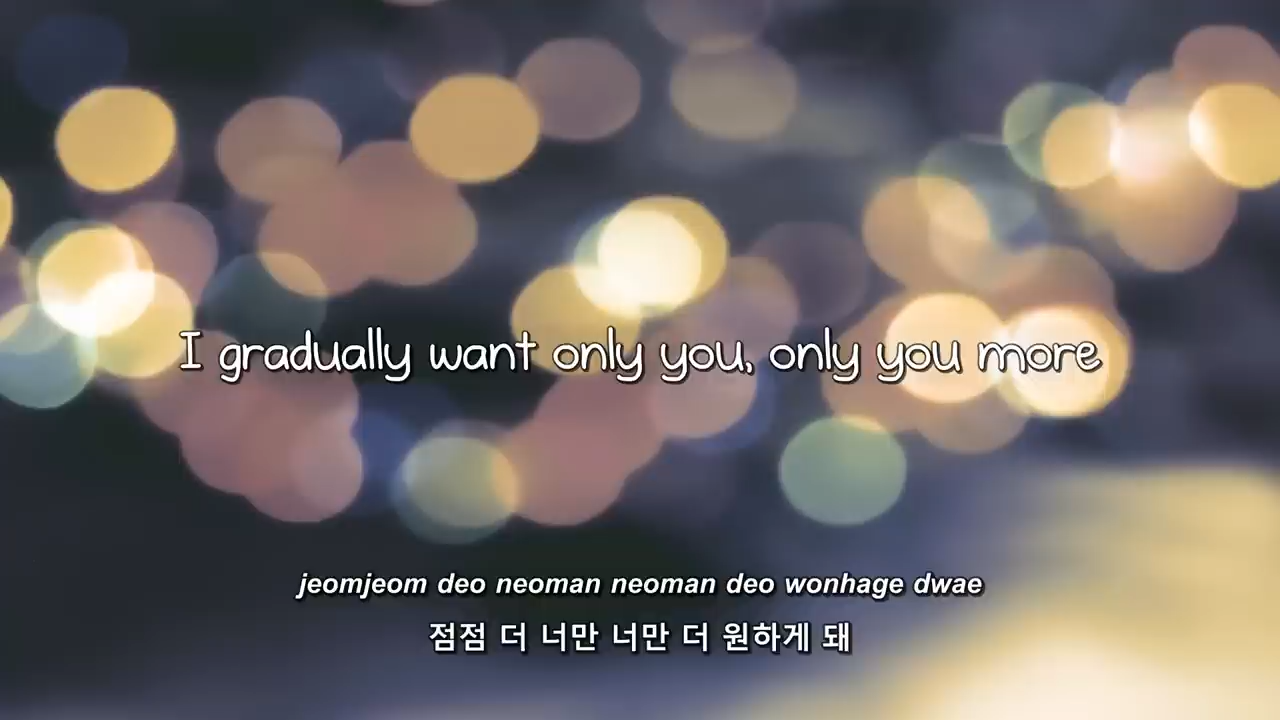 I gradually want only you, only you more
jeomjeom deo neoman neoman deo wonhage dwae
점점 더 너만 너만 더 원하게 돼